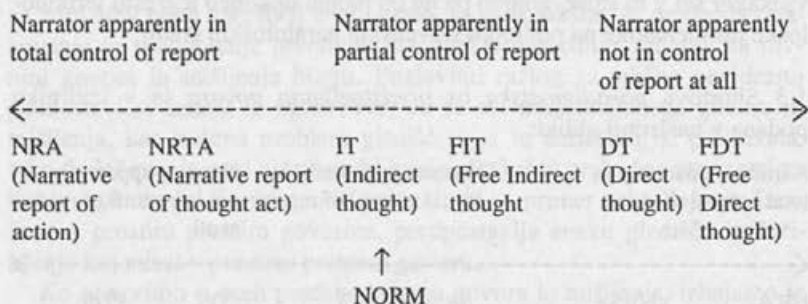 Narrator apparently in Narrator apparently in Narrator apparently
total control of report partial control of report not in control
of report at all
NRA NRTA IT FIT DT FDT
(Narrative (Narrative report (Indirect (Free Indirect (Direct (Free
report of of thought act) thought) thought) thought) Direct
action) thought)
NORM